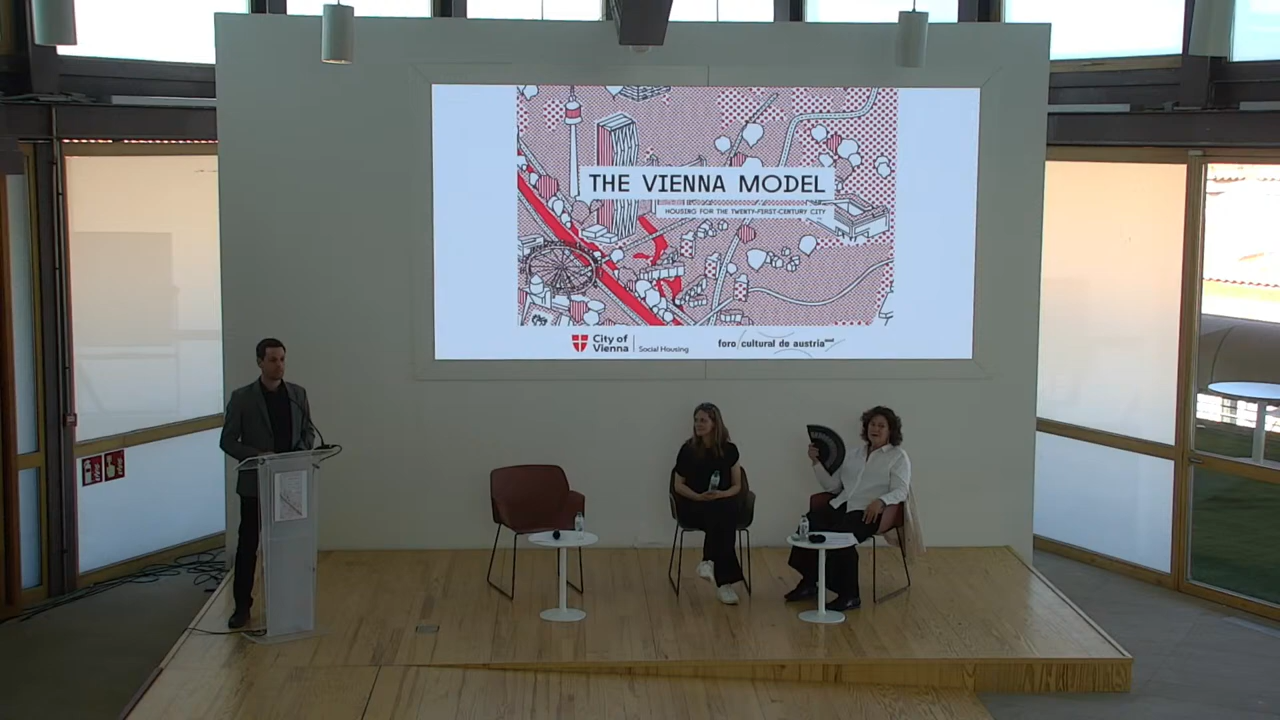 THE VIENNA MODEL
HOUSING FOR THE TWENTY-FIRST-CENTURY CITY
City of
Vienna
Social Housing
foro cultural de austria